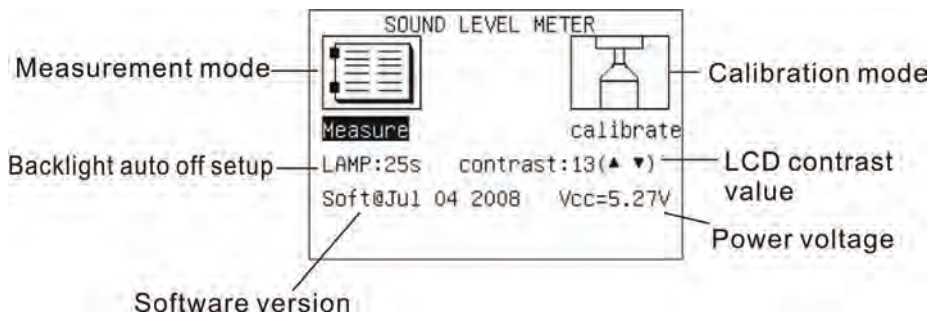 SOUND LEVEL METER
Measurement mode
Calibration mode
Measure
calibrate
Backlight auto off setup
LAMP:25s
contrast:13(▲ ▼)
LCD contrast
value
Soft@Jul 04 2008
Vcc=5.27V
Power voltage
Software version